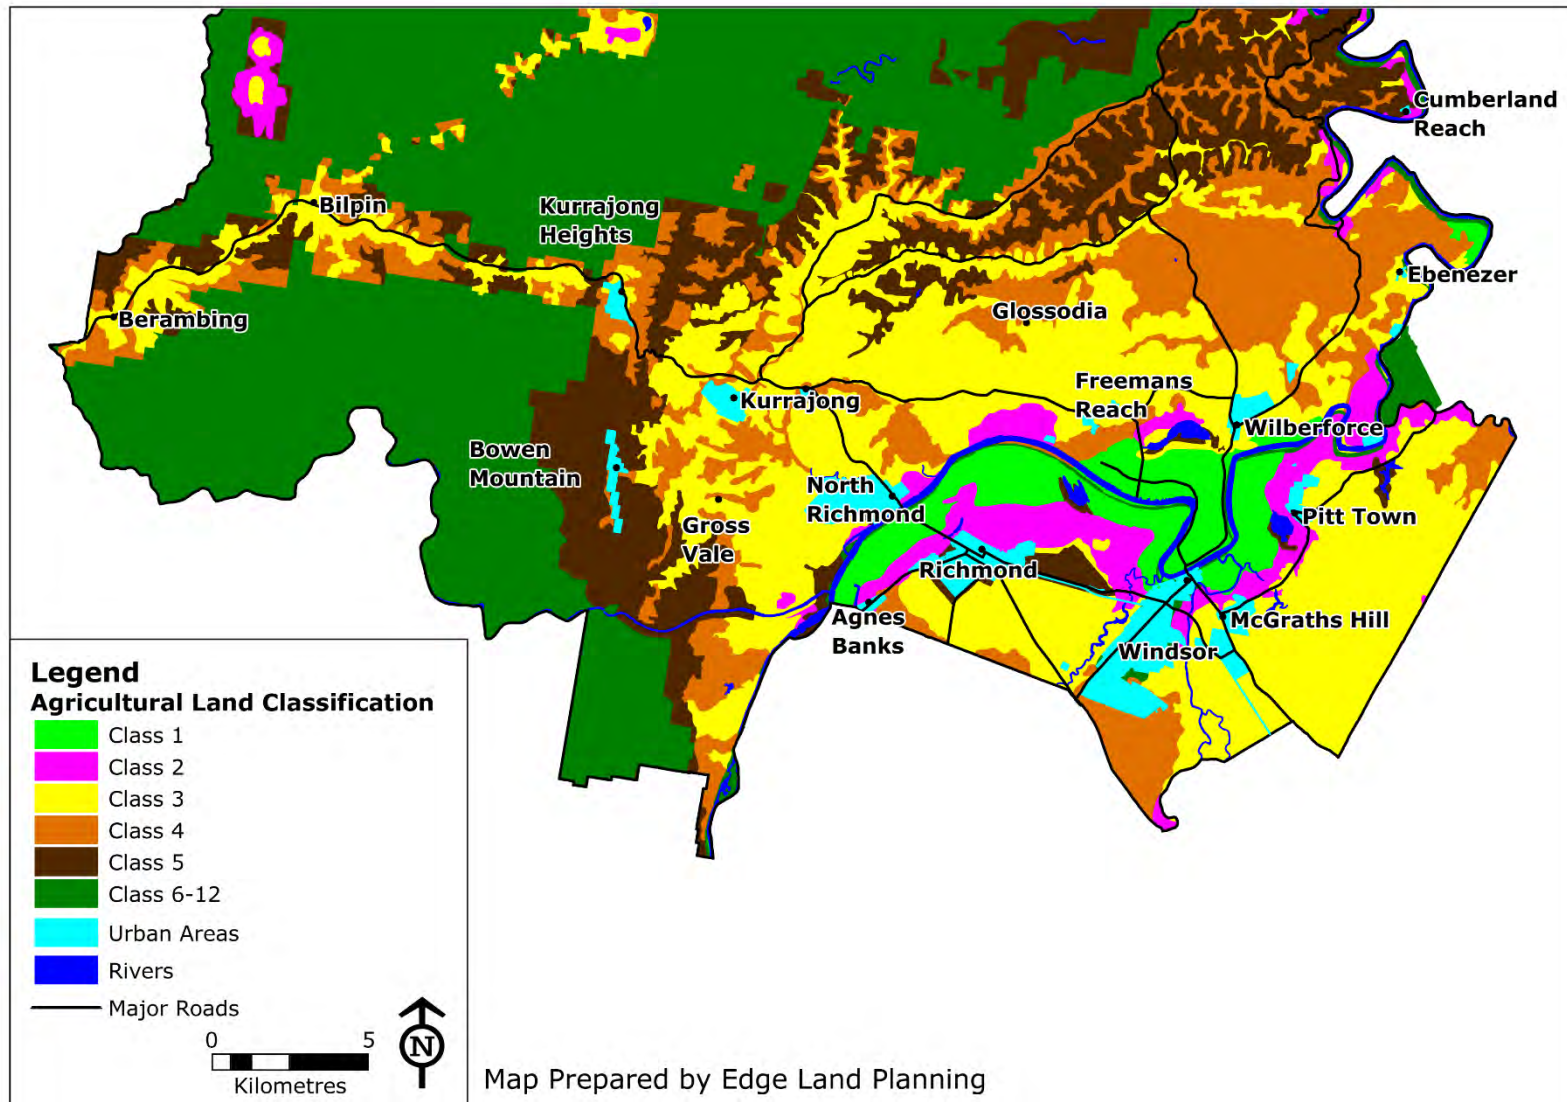 Cumberland
Reach
Bilpin
Kurrajong
Heights
Ebenezer
Berambing
Glossodia
Freemans
Reach
Kurrajong
Wilberforce
Bowen
Mountain
North
Richmond
Pitt Town
Gross
Vale
Richmond
Agnes
Banks
McGraths Hill
Windsor
Legend
Agricultural Land Classification
Class 1
Class 2
Class 3
Class 4
Class 5
Class 6-12
Urban Areas
Rivers
Major Roads
0 5
N
Kilometres
Map Prepared by Edge Land Planning